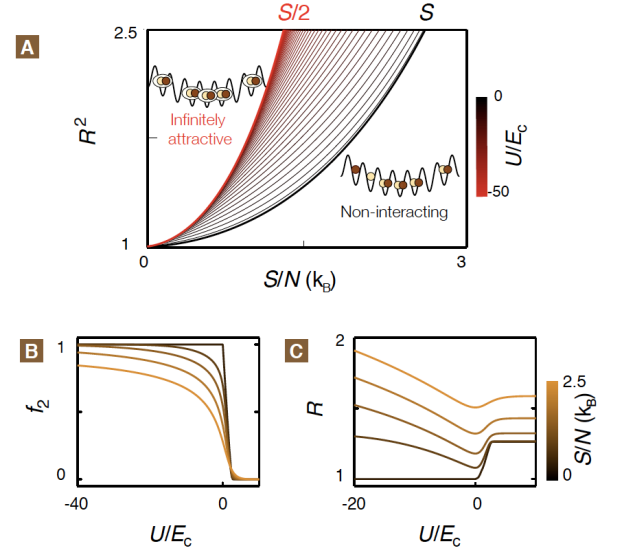 S/2 S
A
2.5
R²
1
Infinitely
attractive
Non-interacting
0 3
S/N (k_B)
0
U/E_c
-50
B
1
f₂
0
-40 0
U/E_c
C
2
R
1
-20 0
U/E_c
2.5
S/N (k_B)
0